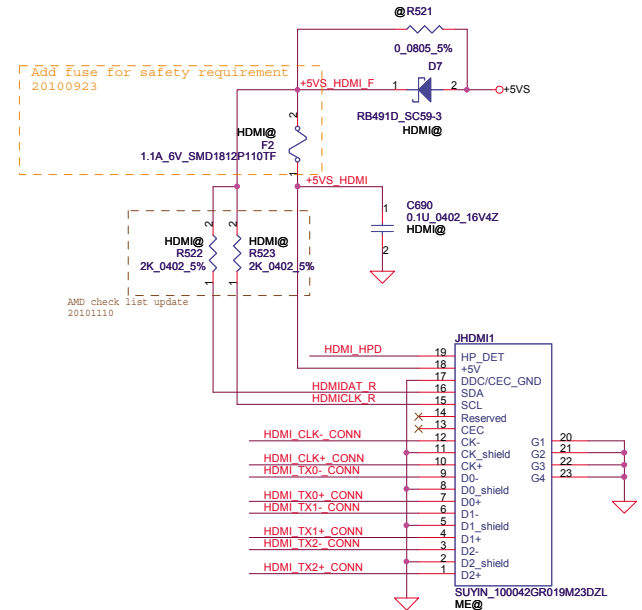 @R521
0_0805_5%
D7
Add fuse for safety requirement
20100923
+5VS_HDMI_F
1
2
+5VS
RB491D_SC59-3
HDMI@
2
HDMI@
F2
1.1A_6V_SMD1812P110TF
1
+5VS_HDMI
C690
0.1U_0402_16V4Z
HDMI@
1
2
2
2
HDMI@
R522
2K_0402_5%
HDMI@
R523
2K_0402_5%
1
1
AMD check list update
20101110
JHDMI1
HDMI_HPD
19
HP_DET
18
+5V
17
DDC/CEC_GND
HDMIDAT_R
16
SDA
HDMICLK_R
15
SCL
14
Reserved
13
CEC
HDMI_CLK-_CONN
12
CK-
G1
20
11
CK_shield
G2
21
HDMI_CLK+_CONN
10
CK+
G3
22
HDMI_TX0-_CONN
9
D0-
G4
23
8
D0_shield
HDMI_TX0+_CONN
7
D0+
HDMI_TX1-_CONN
6
D1-
5
D1_shield
HDMI_TX1+_CONN
4
D1+
HDMI_TX2-_CONN
3
D2-
2
D2_shield
HDMI_TX2+_CONN
1
D2+
SUYIN_100042GR019M23DZL
ME@